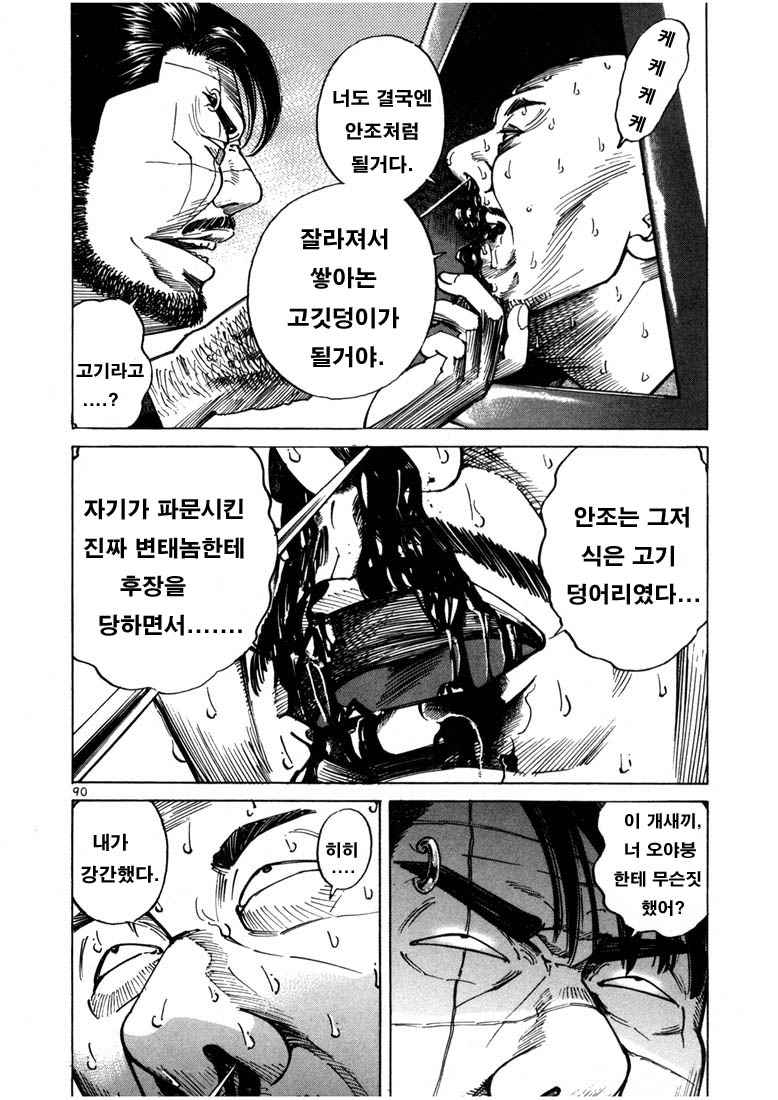 케
케
케
케
너도 결국엔
안조처럼
될거다.
잘라져서
쌓아논
고깃덩이가
될거야.
고기라고
....?
안조는 그저
식은 고기
덩어리였다...
자기가 파문시킨
진짜 변태놈한테
후장을
당하면서.......
90
이 개새끼,
너 오야붕
한테 무슨짓
했어?
히히
....
내가
강간했다.